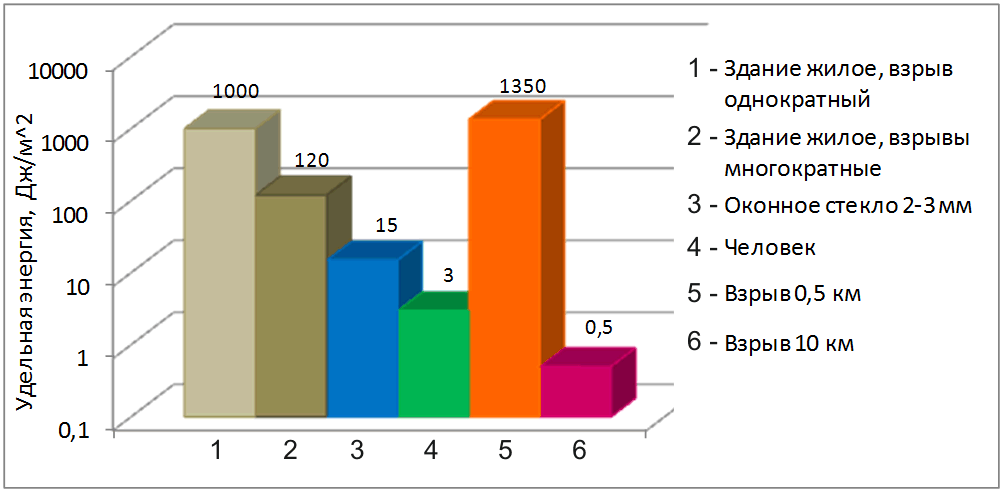 Удельная энергия, Дж/м^2
10000
1000
100
10
1
0,1
1000
120
15
3
1350
0,5
1
2
3
4
5
6
1 - Здание жилое, взрыв
однократный
2 - Здание жилое, взрывы
многократные
3 - Оконное стекло 2-3 мм
4 - Человек
5 - Взрыв 0,5 км
6 - Взрыв 10 км